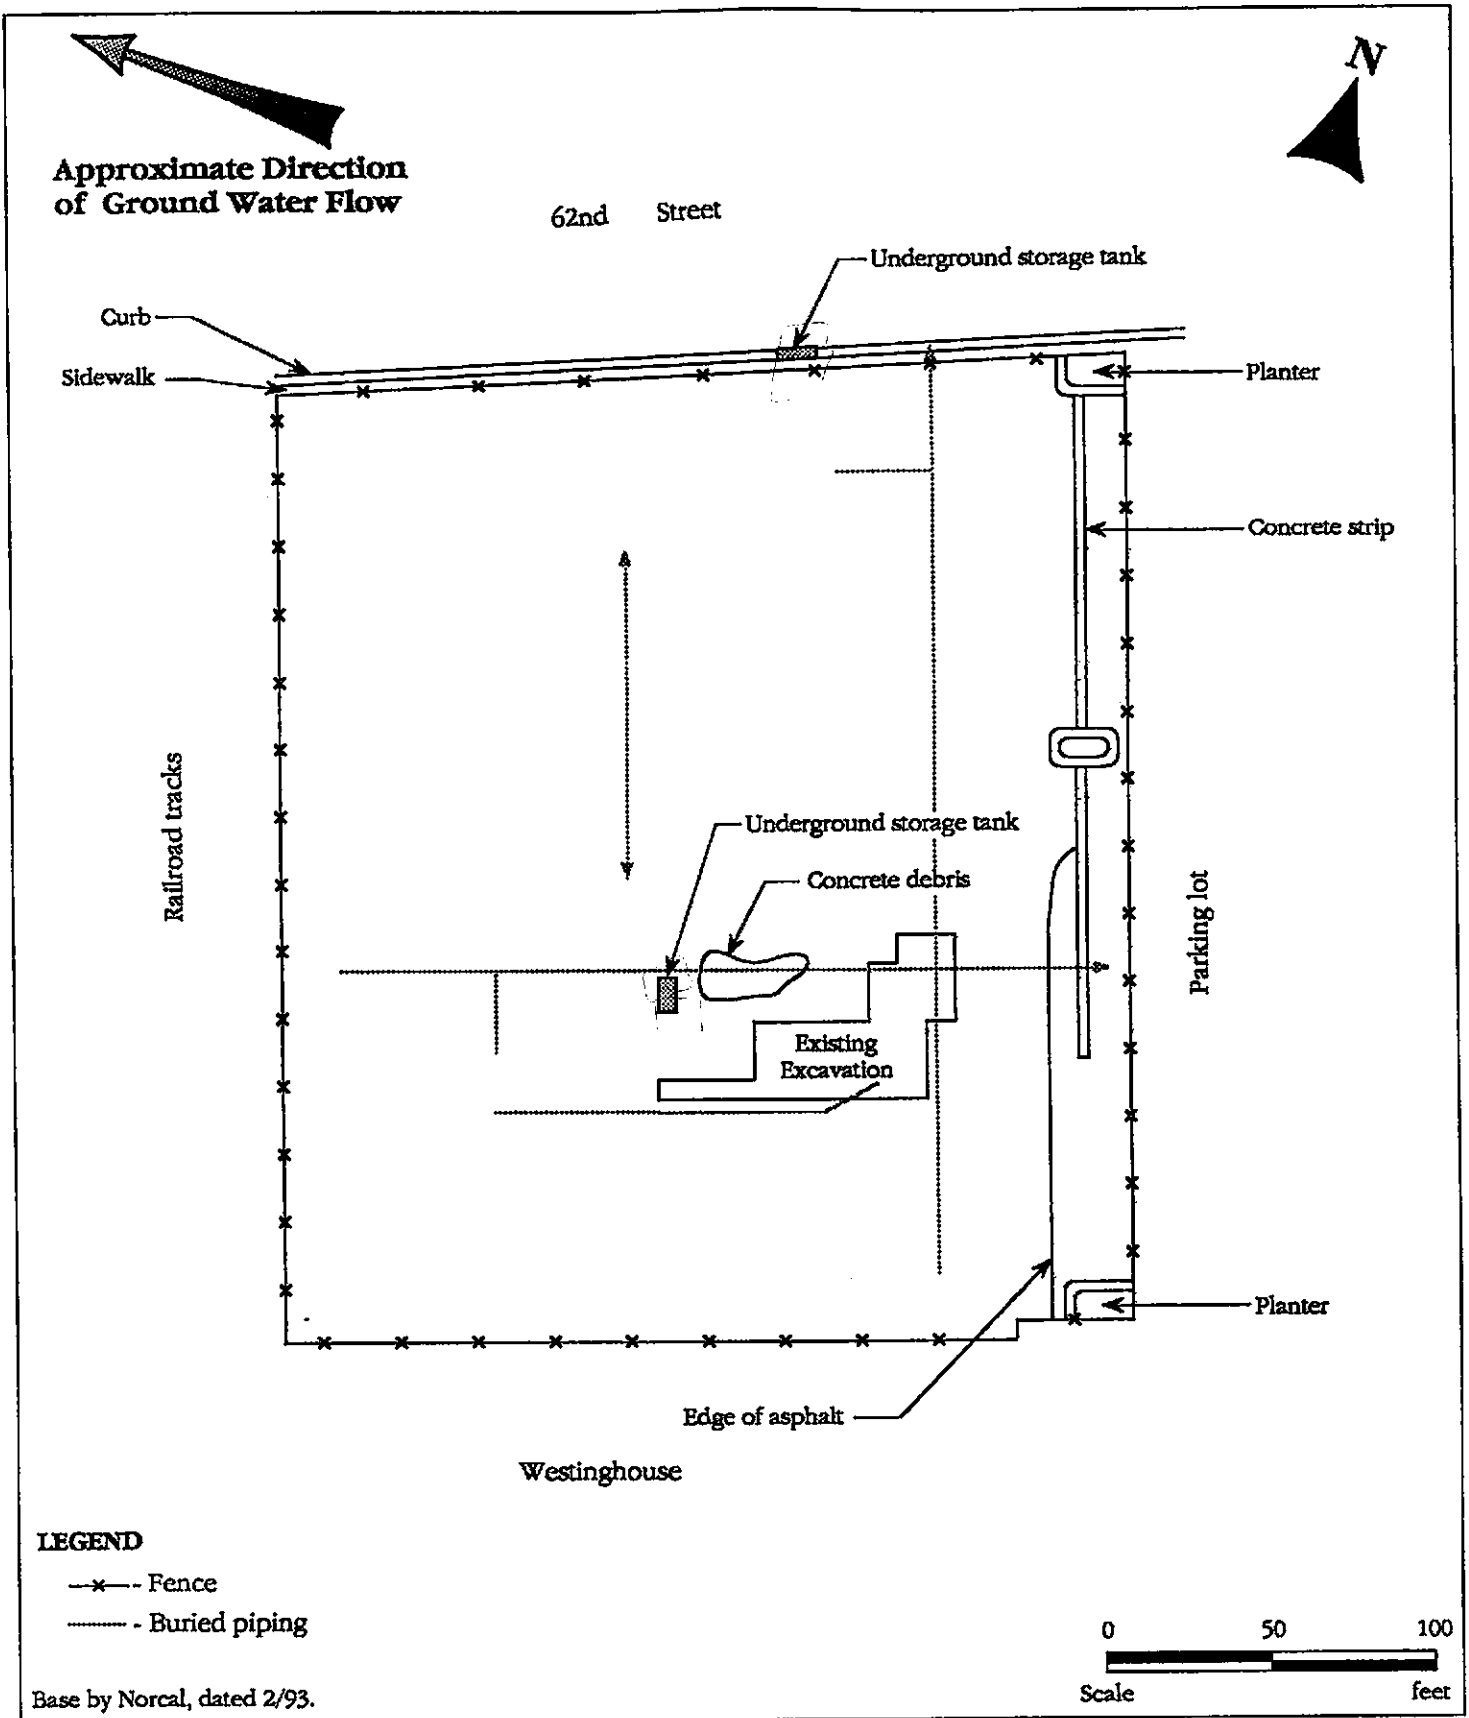 N
Approximate Direction
of Ground Water Flow
62nd Street
Underground storage tank
Curb
Sidewalk
Planter
Concrete strip
Railroad tracks
Underground storage tank
Concrete debris
Parking lot
Existing
Excavation
Planter
Edge of asphalt
Westinghouse
LEGEND
- Fence
- Buried piping
0 50 100
Scale feet
Base by Norcal, dated 2/93.